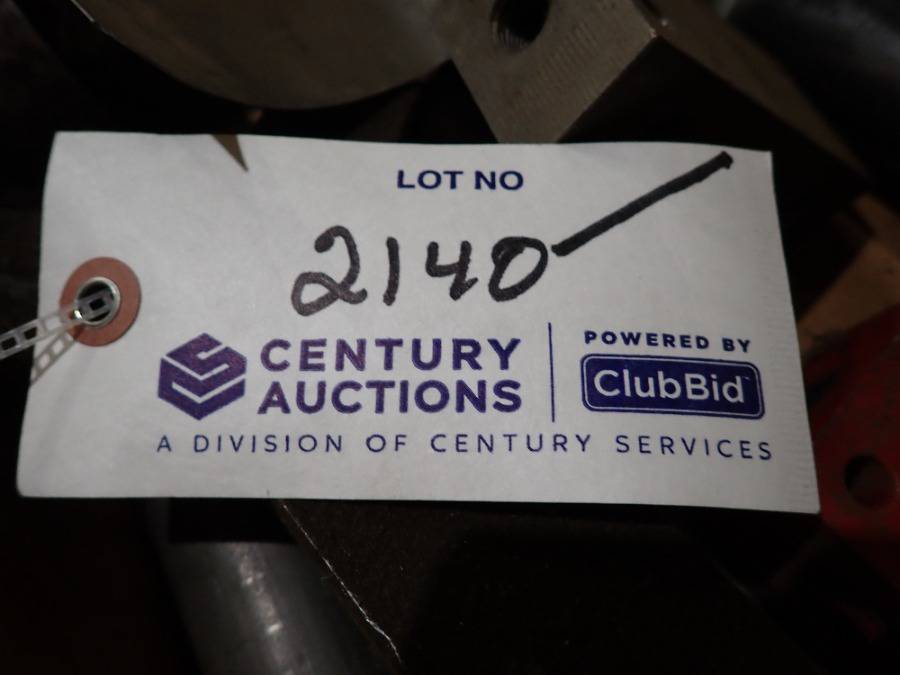 LOT NO
2140
CENTURY
AUCTIONS
POWERED BY
ClubBid
A DIVISION OF CENTURY SERVICES